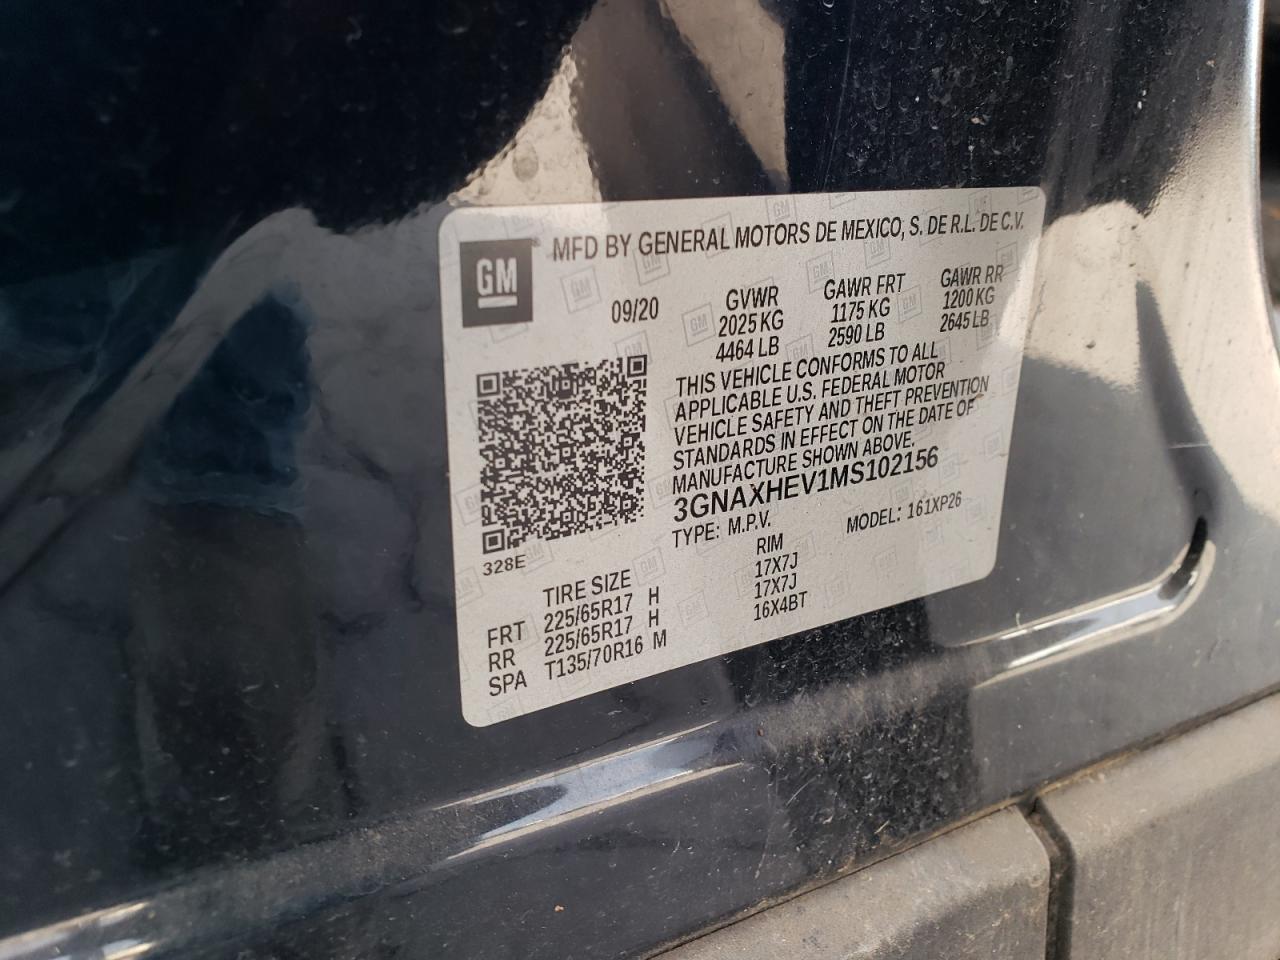 GM
MFD BY GENERAL MOTORS DE MEXICO, S. DE R.L. DE C.V.
09/20
GVWR GAWR FRT GAWR RR
2025 KG 1175 KG 1200 KG
4464 LB 2590 LB 2645 LB
THIS VEHICLE CONFORMS TO ALL
APPLICABLE U.S. FEDERAL MOTOR
VEHICLE SAFETY AND THEFT PREVENTION
STANDARDS IN EFFECT ON THE DATE OF
MANUFACTURE SHOWN ABOVE.
3GNAXHEV1MS102156
TYPE: M.P.V. MODEL: 161XP26
328E
TIRE SIZE RIM
FRT 225/65R17 H 17X7J
RR 225/65R17 H 17X7J
SPA T135/70R16 M 16X4BT